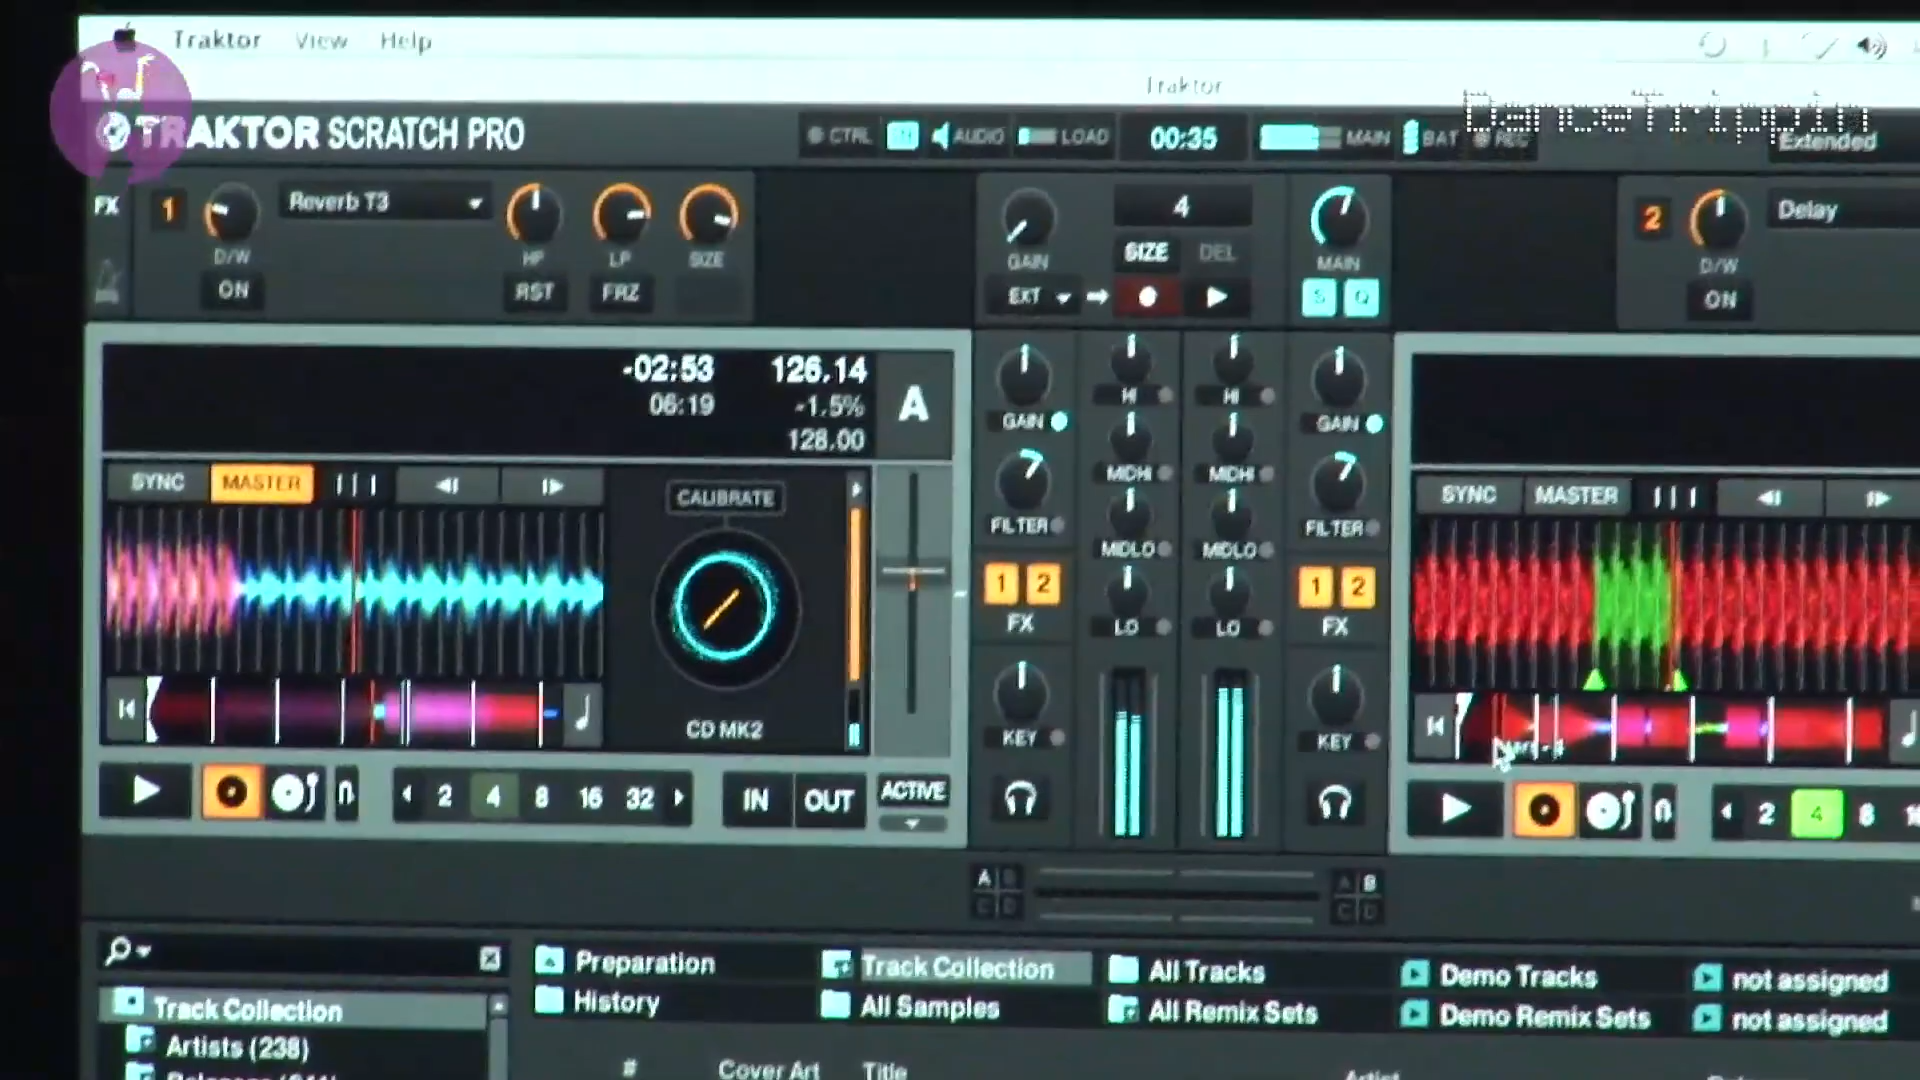 Traktor View Help
Traktor
DanceTrippin
TRAKTOR SCRATCH PRO
CTRL AUDIO LOAD 00:35 MAIN BAT REC Extended
FX 1 Reverb T3 4 2 Delay
D/W HP LP SIZE GAIN SIZE DEL MAIN D/W
ON RST FRZ EXT S Q ON
-02:53 126.14 A
06:19 -1.5%
128.00
HI HI
GAIN GAIN
SYNC MASTER CALIBRATE MIDHI MIDHI SYNC MASTER
FILTER FILTER
MIDLO MIDLO
1 2 1 2
FX LO LO FX
CD MK2 KEY KEY
2 4 8 16 32 IN OUT ACTIVE 2 4 8
A B C D A B C D
Preparation Track Collection All Tracks Demo Tracks not assigned
History All Samples All Remix Sets Demo Remix Sets not assigned
Track Collection
Artists (238)
# Cover Art Title Artist